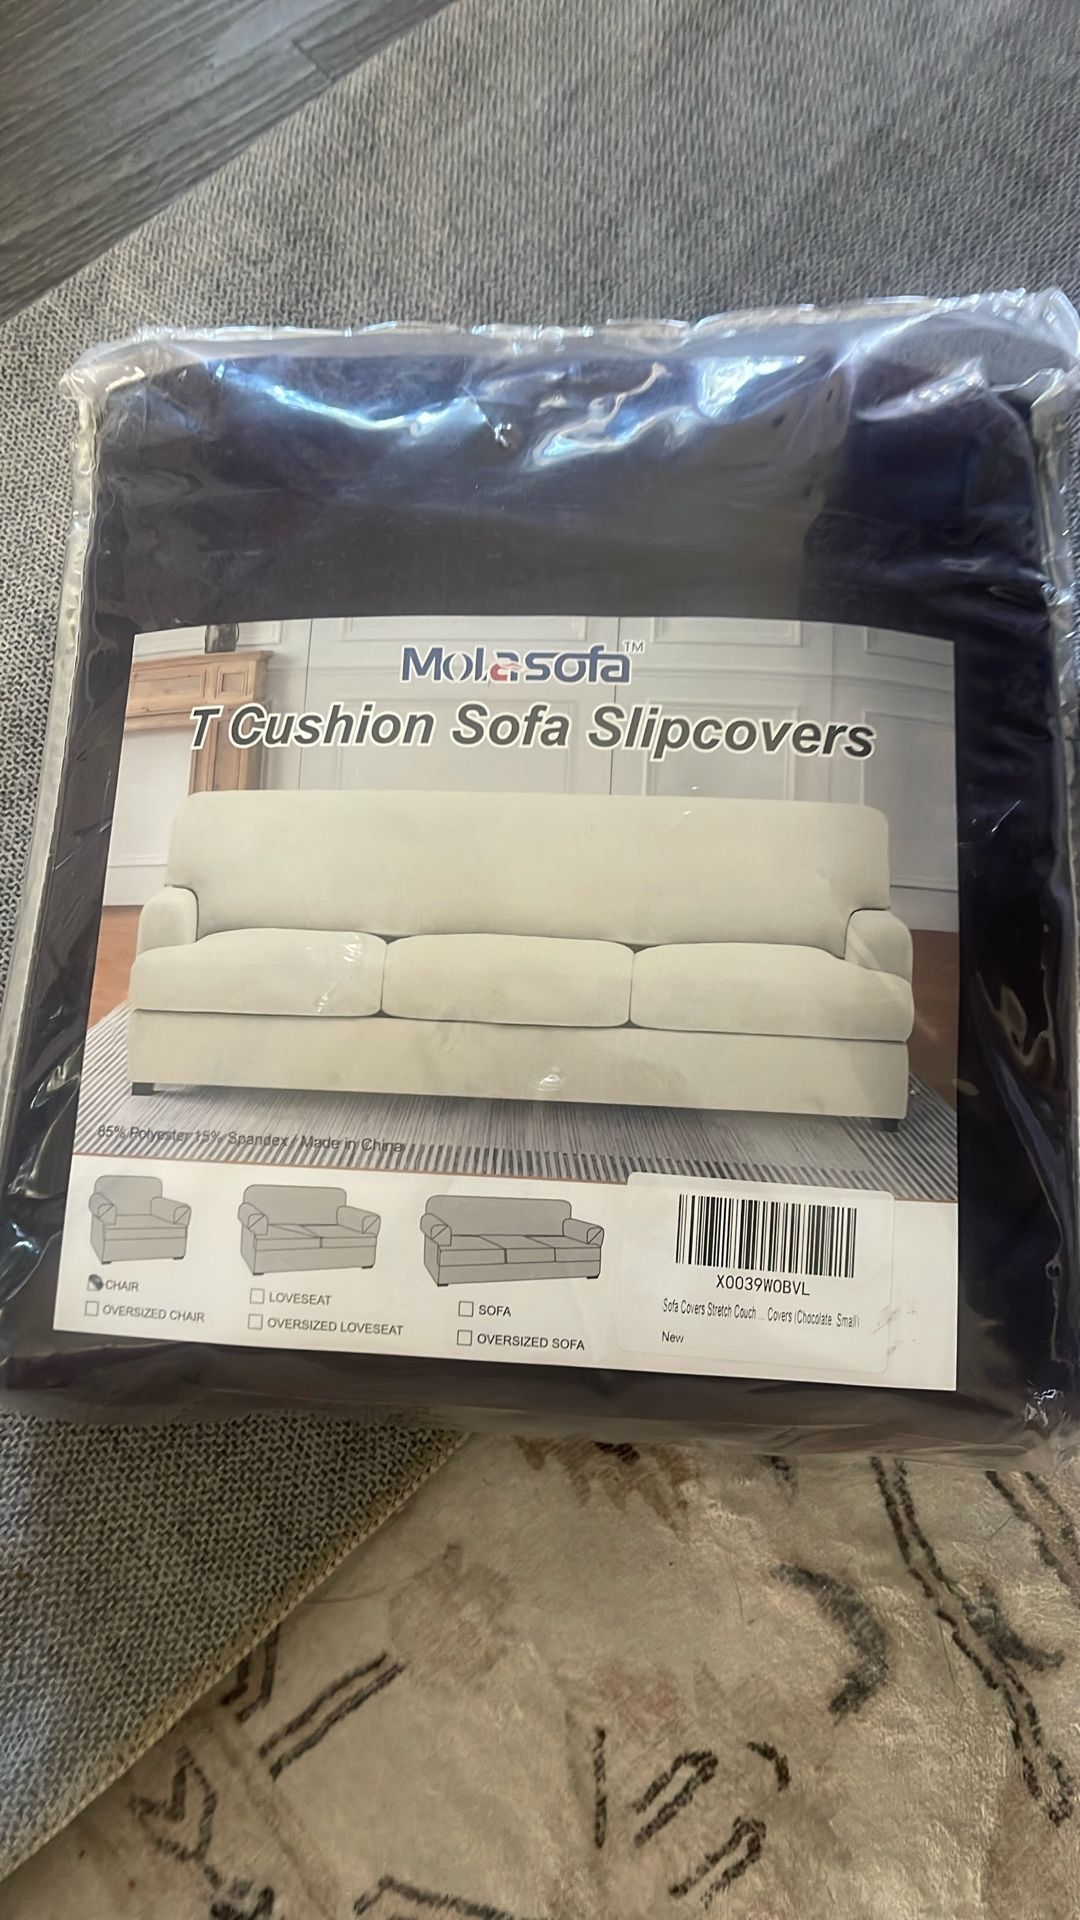 Molasofa™
T Cushion Sofa Slipcovers
85% Polyester 15% Spandex / Made in China
CHAIR
OVERSIZED CHAIR
LOVESEAT
OVERSIZED LOVESEAT
SOFA
OVERSIZED SOFA
X0039W0BVL
Sofa Covers Stretch Couch ... Covers (Chocolate Small)
New